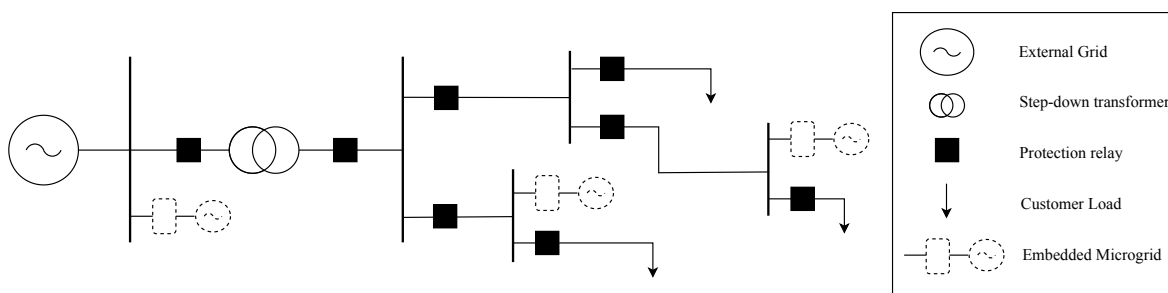 External Grid
Step-down transformer
Protection relay
Customer Load
Embedded Microgrid